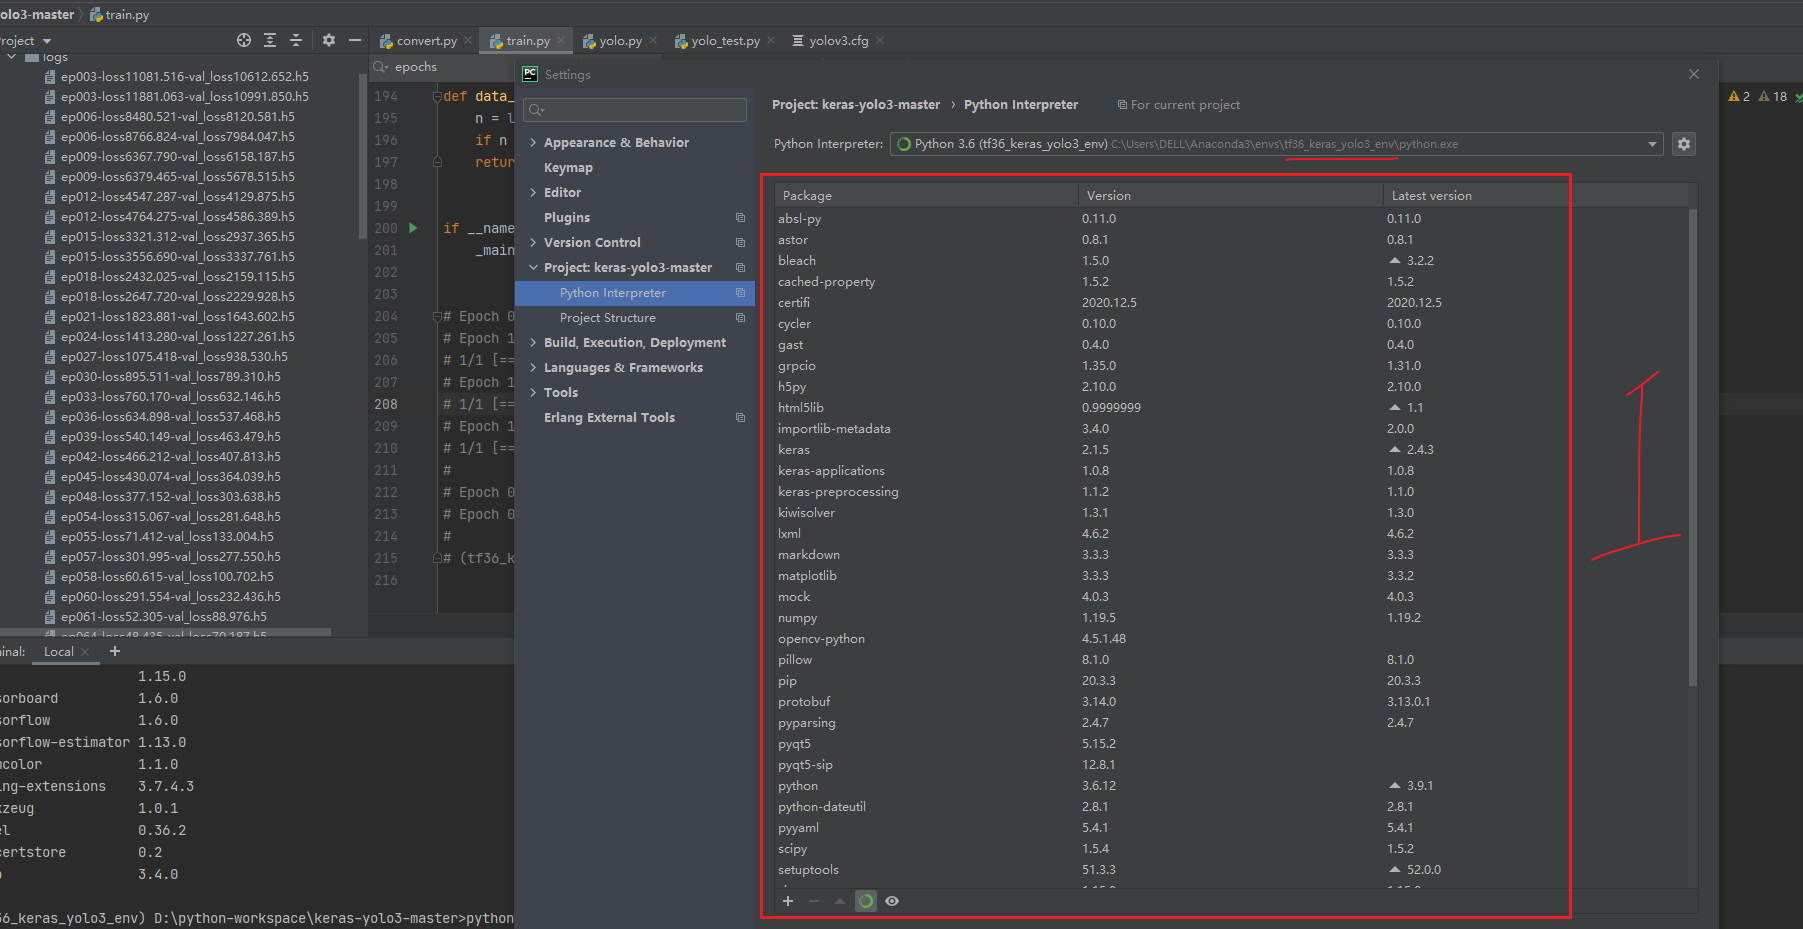 olo3-master train.py
roject
convert.py train.py yolo.py yolo_test.py yolov3.cfg
logs
ep003-loss11081.516-val_loss10612.652.h5
ep003-loss11881.063-val_loss10991.850.h5
ep006-loss8480.521-val_loss8120.581.h5
ep006-loss8766.824-val_loss7984.047.h5
ep009-loss6367.790-val_loss6158.187.h5
ep009-loss6379.465-val_loss5678.515.h5
ep012-loss4547.287-val_loss4129.875.h5
ep012-loss4764.275-val_loss4586.389.h5
ep015-loss3321.312-val_loss2937.365.h5
ep015-loss3556.690-val_loss3337.761.h5
ep018-loss2432.025-val_loss2159.115.h5
ep018-loss2647.720-val_loss2229.928.h5
ep021-loss1823.881-val_loss1643.602.h5
ep024-loss1413.280-val_loss1227.261.h5
ep027-loss1075.418-val_loss938.530.h5
ep030-loss895.511-val_loss789.310.h5
ep033-loss760.170-val_loss632.146.h5
ep036-loss634.898-val_loss537.468.h5
ep039-loss540.149-val_loss463.479.h5
ep042-loss466.212-val_loss407.813.h5
ep045-loss430.074-val_loss364.039.h5
ep048-loss377.152-val_loss303.638.h5
ep054-loss315.067-val_loss281.648.h5
ep055-loss71.412-val_loss133.004.h5
ep057-loss301.995-val_loss277.550.h5
ep058-loss60.615-val_loss100.702.h5
ep060-loss291.554-val_loss232.436.h5
ep061-loss52.305-val_loss88.976.h5
ep064-loss48.435-val_loss70.187.h5
epochs
194 def data_
195 n = l
196 if n
197 retur
198
199
200 if __name
201 _main
202
203
204 # Epoch 0
205 # Epoch 1
206 # 1/1 [==
207 # Epoch 1
208 # 1/1 [==
209 # Epoch 1
210 # 1/1 [==
211 #
212 # Epoch 0
213 # Epoch 0
214 #
215 # (tf36_k
216
2 18
Settings
Appearance & Behavior
Keymap
Editor
Plugins
Version Control
Project: keras-yolo3-master
Python Interpreter
Project Structure
Build, Execution, Deployment
Languages & Frameworks
Tools
Erlang External Tools
Project: keras-yolo3-master › Python Interpreter For current project
Python Interpreter: Python 3.6 (tf36_keras_yolo3_env) C:\Users\DELL\Anaconda3\envs\tf36_keras_yolo3_env\python.exe
Package Version Latest version
absl-py 0.11.0 0.11.0
astor 0.8.1 0.8.1
bleach 1.5.0 3.2.2
cached-property 1.5.2 1.5.2
certifi 2020.12.5 2020.12.5
cycler 0.10.0 0.10.0
gast 0.4.0 0.4.0
grpcio 1.35.0 1.31.0
h5py 2.10.0 2.10.0
html5lib 0.9999999 1.1
importlib-metadata 3.4.0 2.0.0
keras 2.1.5 2.4.3
keras-applications 1.0.8 1.0.8
keras-preprocessing 1.1.2 1.1.0
kiwisolver 1.3.1 1.3.0
lxml 4.6.2 4.6.2
markdown 3.3.3 3.3.3
matplotlib 3.3.3 3.3.2
mock 4.0.3 4.0.3
numpy 1.19.5 1.19.2
opencv-python 4.5.1.48
pillow 8.1.0 8.1.0
pip 20.3.3 20.3.3
protobuf 3.14.0 3.13.0.1
pyparsing 2.4.7 2.4.7
pyqt5 5.15.2
pyqt5-sip 12.8.1
python 3.6.12 3.9.1
python-dateutil 2.8.1 2.8.1
pyyaml 5.4.1 5.4.1
scipy 1.5.4 1.5.2
setuptools 51.3.3 52.0.0
1
minal: Local
1.15.0
sorboard 1.6.0
sorflow 1.6.0
sorflow-estimator 1.13.0
mcolor 1.1.0
ing-extensions 3.7.4.3
kzeug 1.0.1
el 0.36.2
certstore 0.2
3.4.0
36_keras_yolo3_env) D:\python-workspace\keras-yolo3-master>python